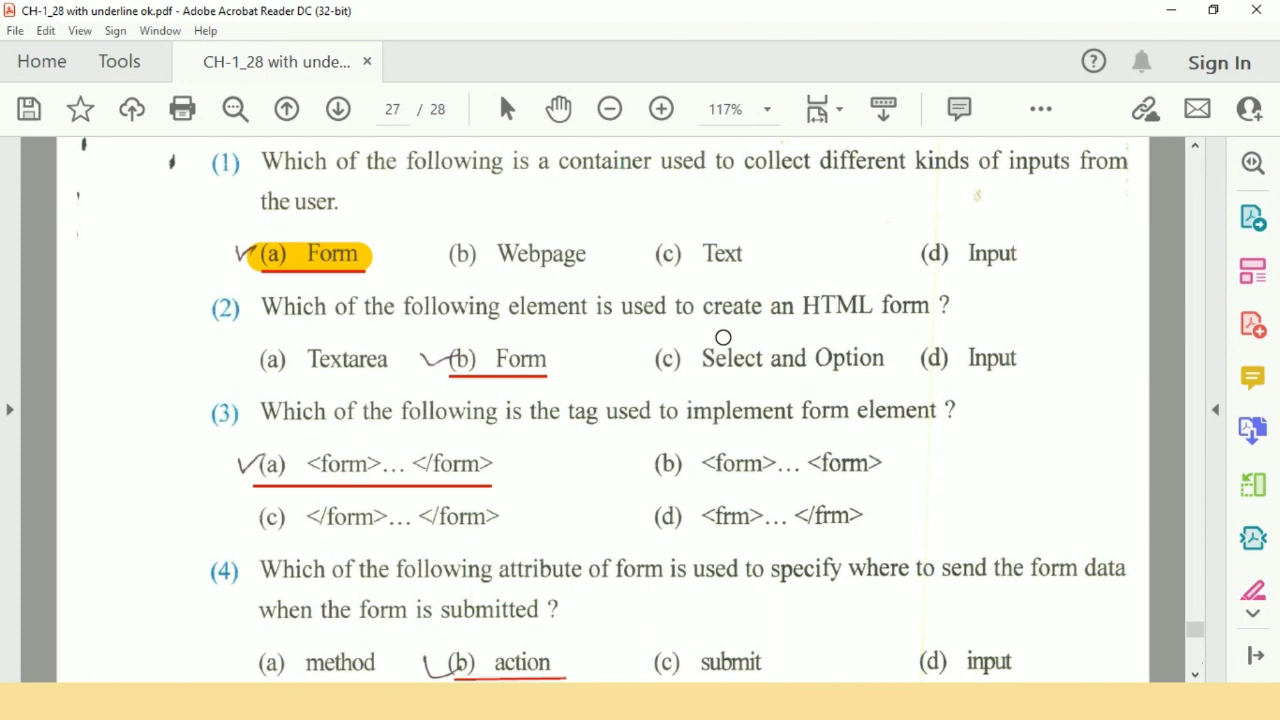 CH-1_28 with underline ok.pdf - Adobe Acrobat Reader DC (32-bit)
File Edit View Sign Window Help
Home Tools CH-1_28 with unde... × Sign In
27 / 28 117%
(1) Which of the following is a container used to collect different kinds of inputs from
the user.
(a) Form (b) Webpage (c) Text (d) Input
(2) Which of the following element is used to create an HTML form ?
(a) Textarea (b) Form (c) Select and Option (d) Input
(3) Which of the following is the tag used to implement form element ?
(a) <form>... </form> (b) <form>... <form>
(c) </form>... </form> (d) <frm>... </frm>
(4) Which of the following attribute of form is used to specify where to send the form data
when the form is submitted ?
(a) method (b) action (c) submit (d) input